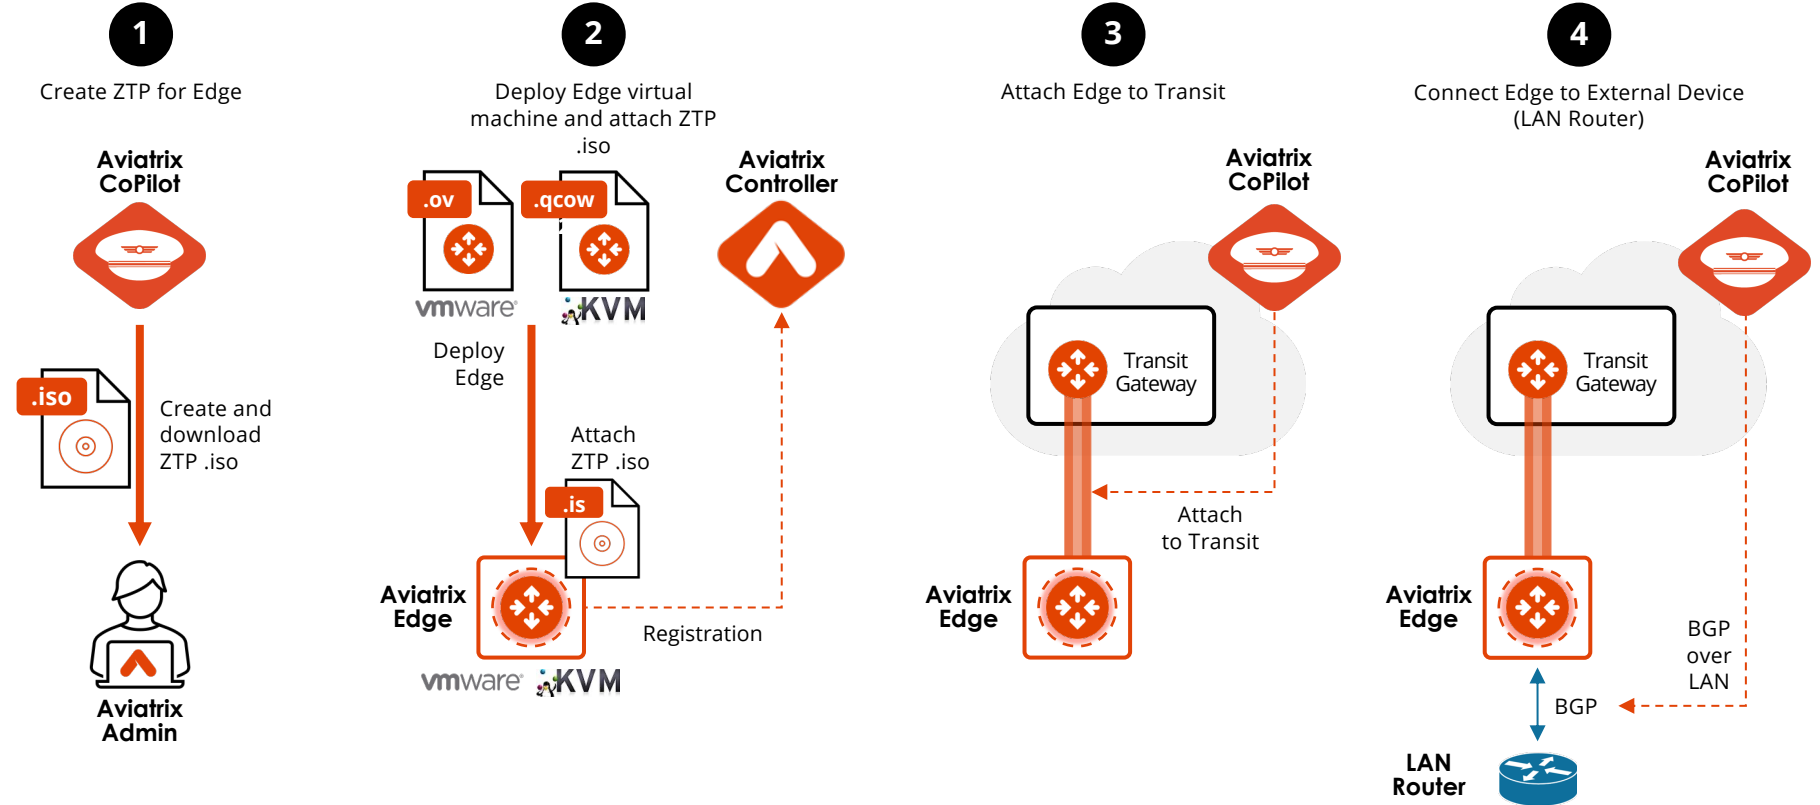 1
Create ZTP for Edge
Aviatrix
CoPilot
.iso
Create and
download
ZTP .iso
Aviatrix
Admin
2
Deploy Edge virtual
machine and attach ZTP
.iso
.ov
.qcow
vmware®
KVM
Aviatrix
Controller
Deploy
Edge
Attach
ZTP .iso
.is
Aviatrix
Edge
Registration
vmware®
KVM
3
Attach Edge to Transit
Aviatrix
CoPilot
Transit
Gateway
Attach
to Transit
Aviatrix
Edge
4
Connect Edge to External Device
(LAN Router)
Aviatrix
CoPilot
Transit
Gateway
Aviatrix
Edge
BGP
over
LAN
BGP
LAN
Router